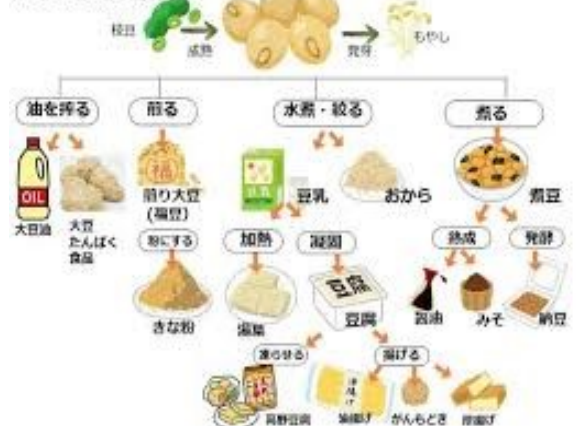 枝豆
成熟
発芽
もやし
油を搾る
煎る
水煮・絞る
煮る
OIL
大豆油
大豆
たんぱく
食品
福
煎り大豆
(福豆)
粉にする
きな粉
豆乳
おから
煮豆
加熱
凝固
熟成
発酵
湯葉
豆腐
豆腐
醤油
みそ
納豆
凍らせる
揚げる
高野豆腐
油揚げ
油揚げ
がんもどき
厚揚げ